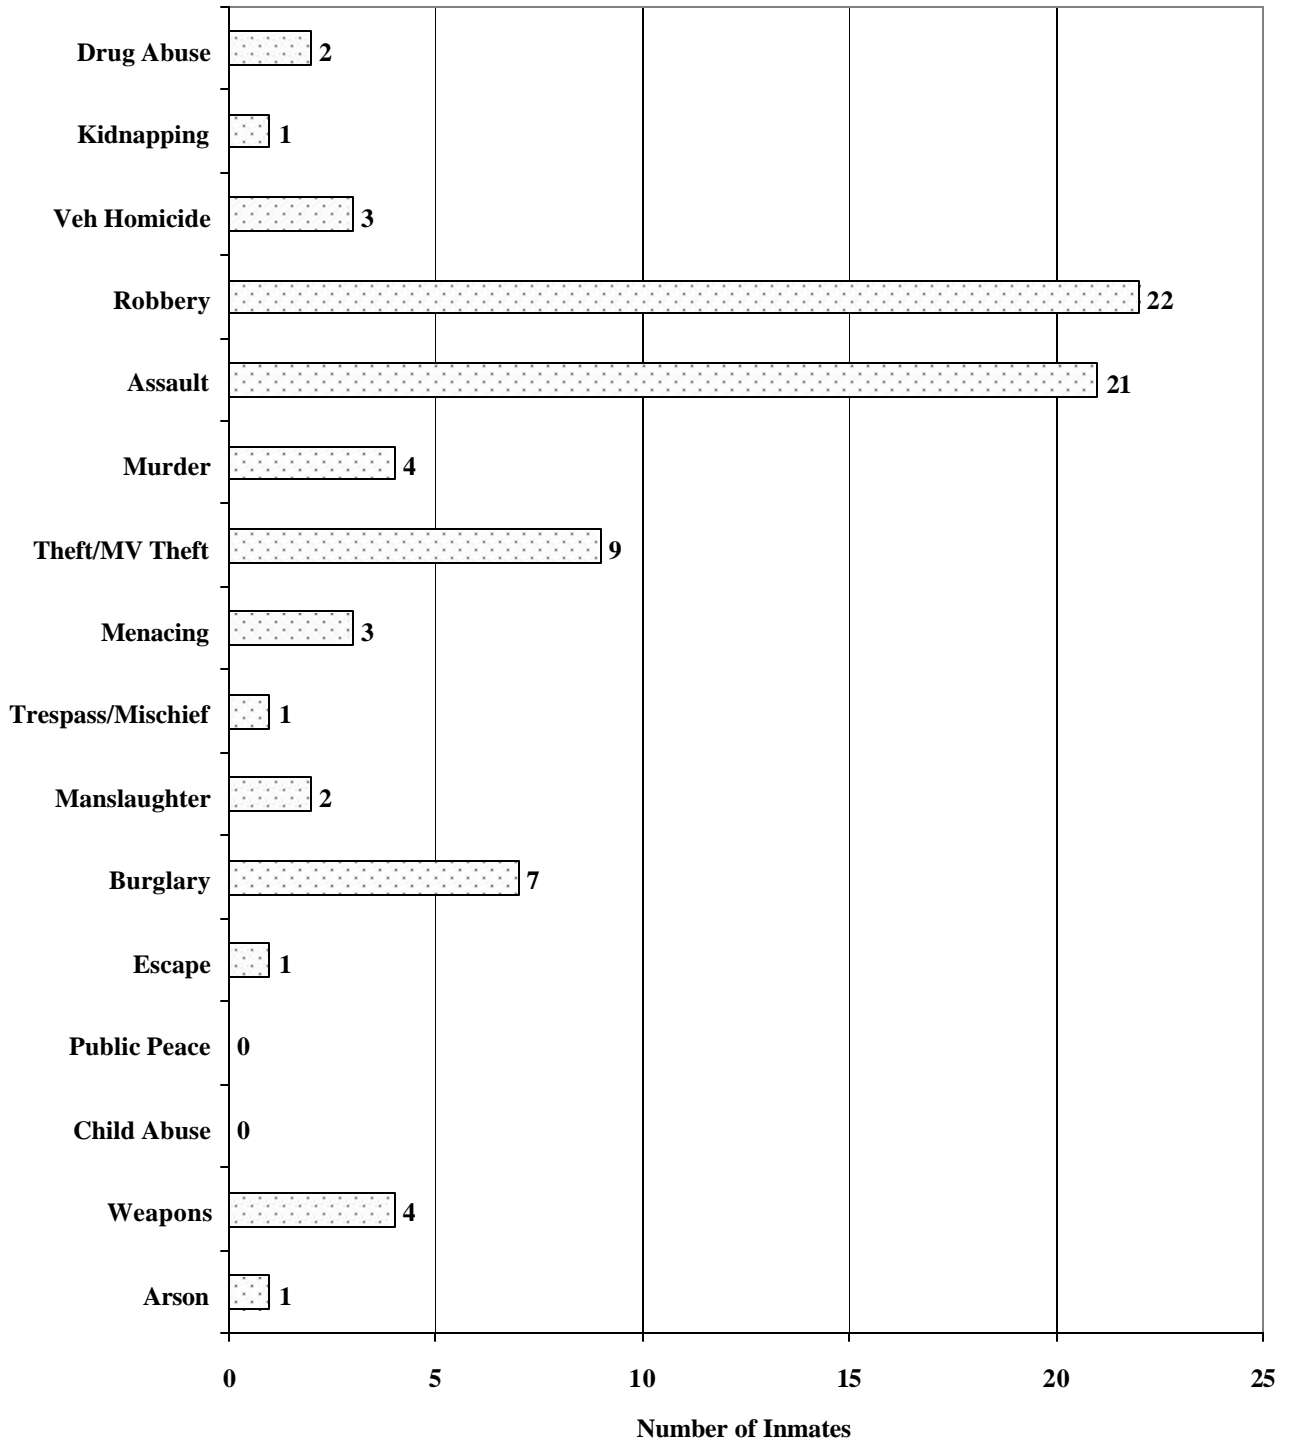 Drug Abuse 2
Kidnapping 1
Veh Homicide 3
Robbery 22
Assault 21
Murder 4
Theft/MV Theft 9
Menacing 3
Trespass/Mischief 1
Manslaughter 2
Burglary 7
Escape 1
Public Peace 0
Child Abuse 0
Weapons 4
Arson 1
0 5 10 15 20 25
Number of Inmates